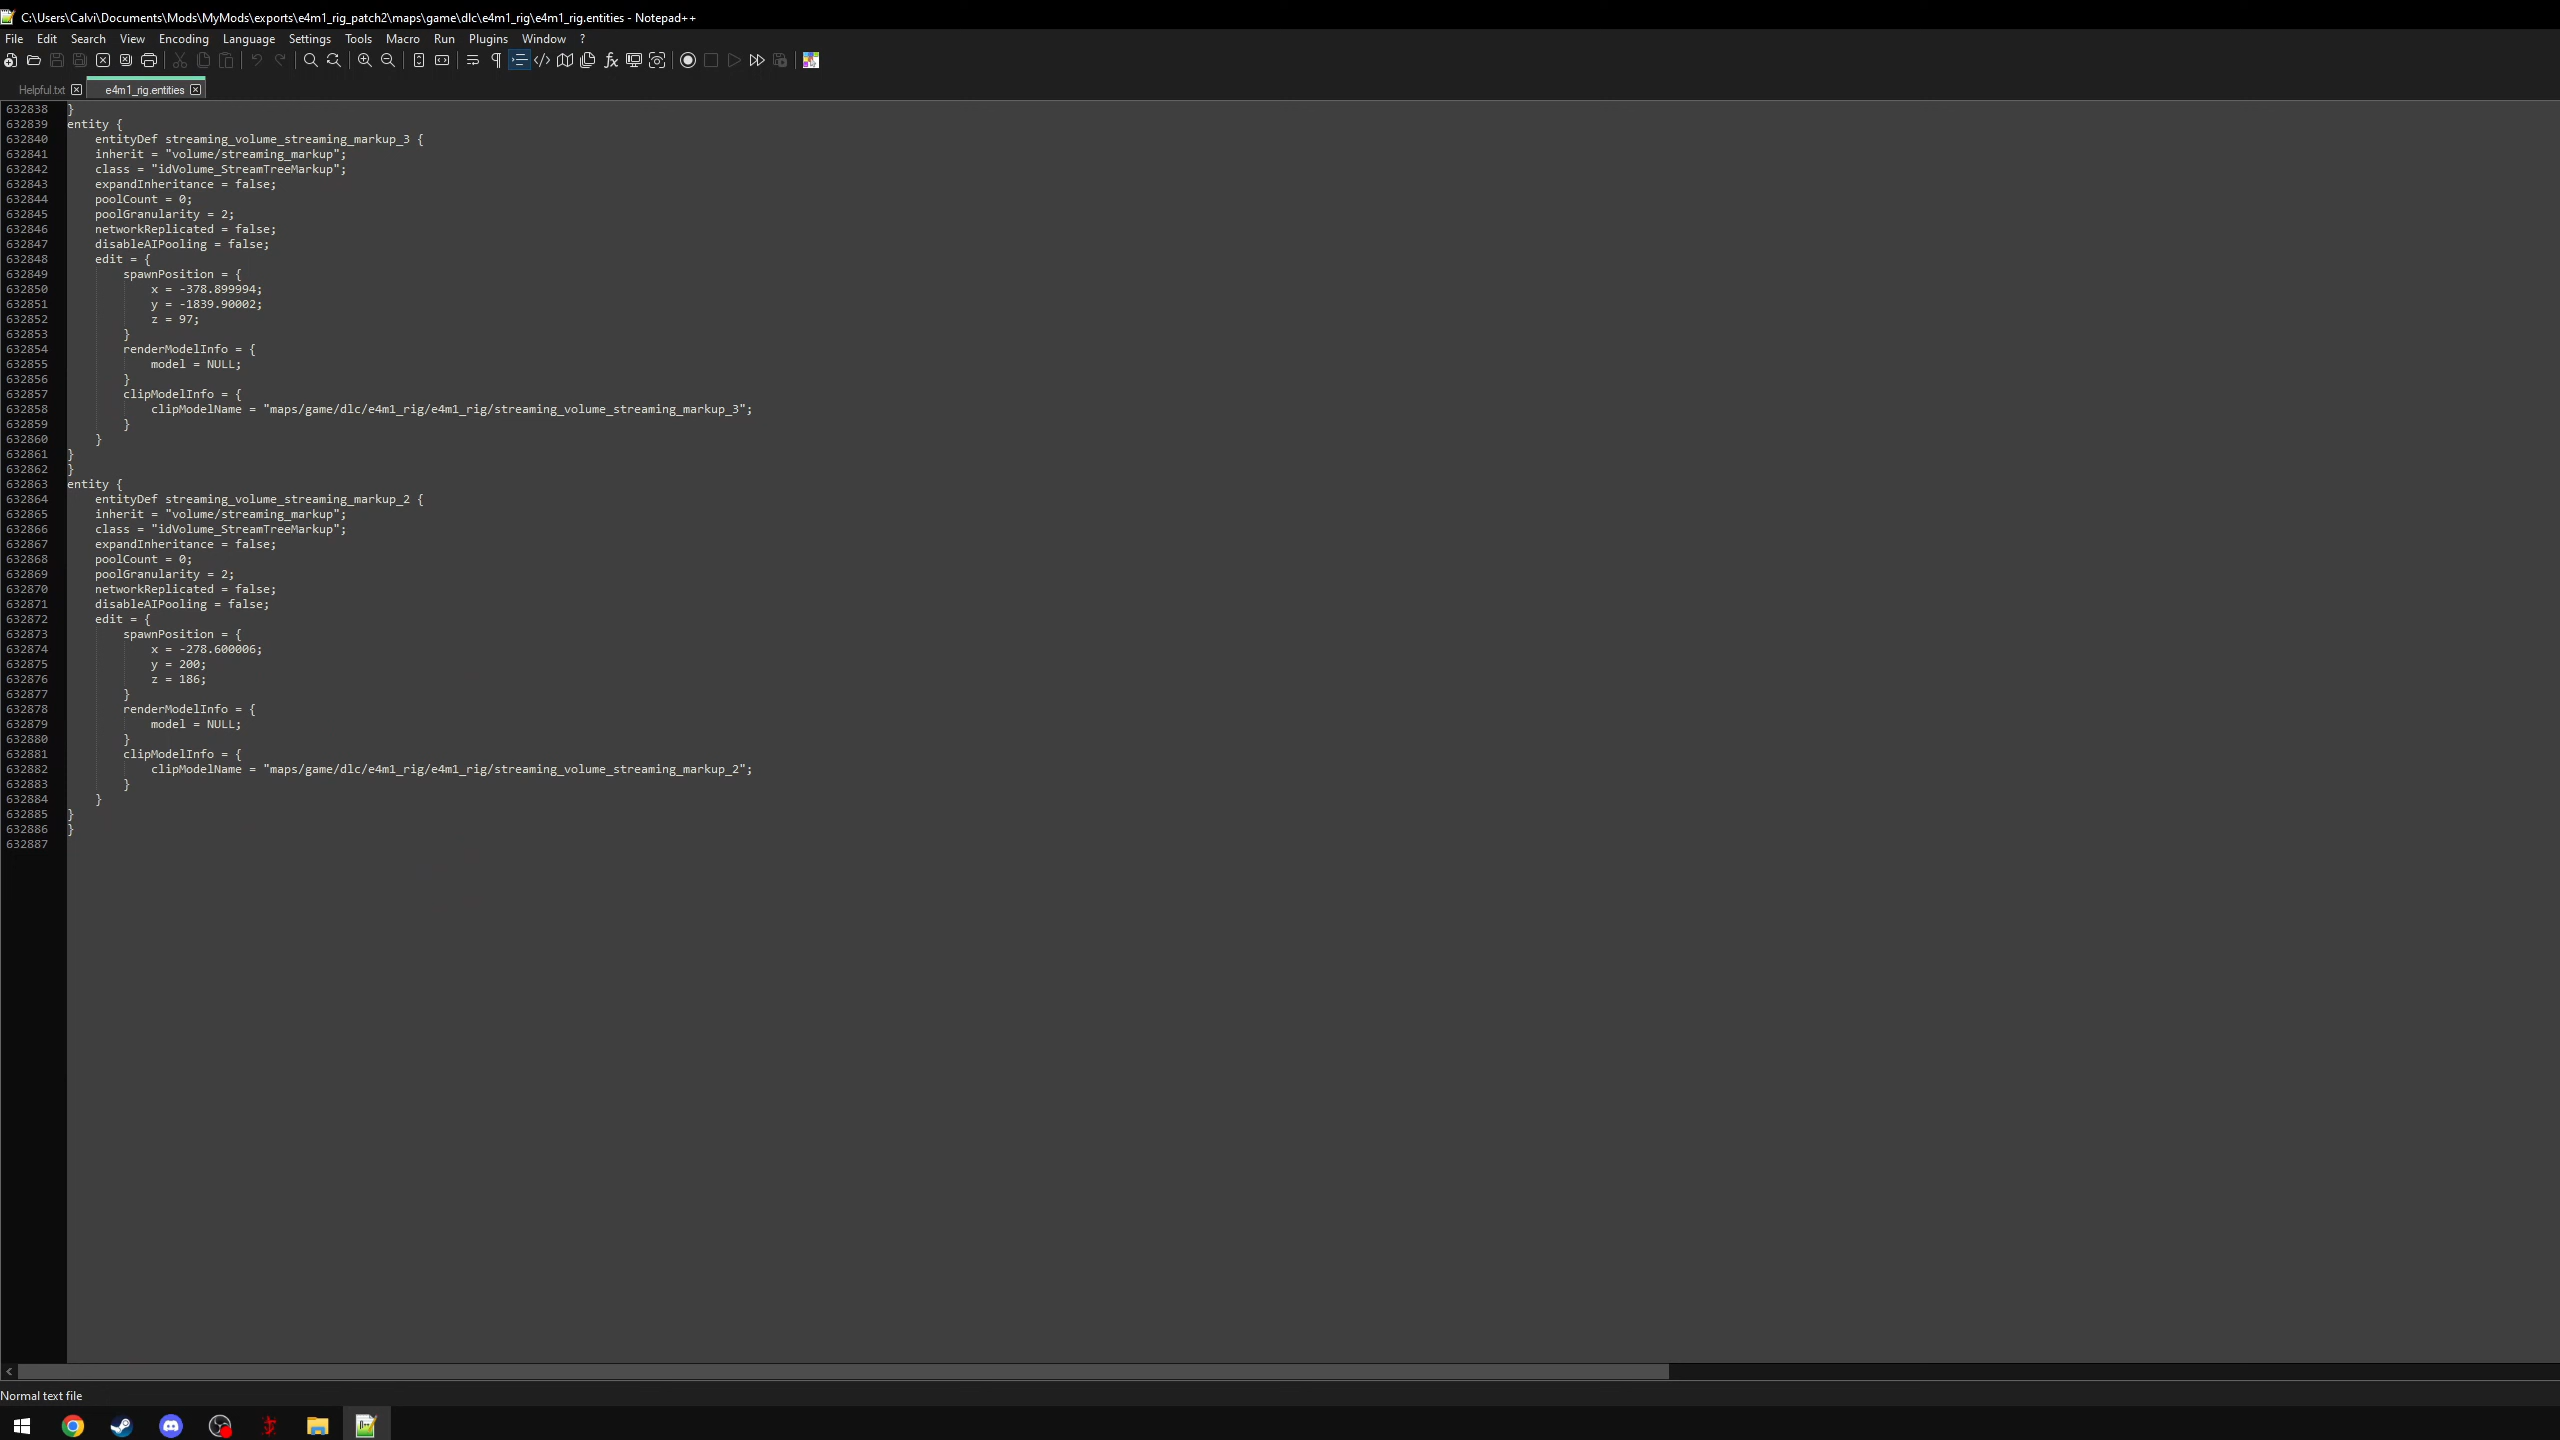 C:\Users\Calvi\Documents\Mods\MyMods\exports\e4m1_rig_patch2\maps\game\dlc\e4m1_rig\e4m1_rig.entities - Notepad++
File Edit Search View Encoding Language Settings Tools Macro Run Plugins Window ?
Helpful.txt e4m1_rig.entities
632838 }
632839 entity {
632840     entityDef streaming_volume_streaming_markup_3 {
632841     inherit = "volume/streaming_markup";
632842     class = "idVolume_StreamTreeMarkup";
632843     expandInheritance = false;
632844     poolCount = 0;
632845     poolGranularity = 2;
632846     networkReplicated = false;
632847     disableAIPooling = false;
632848     edit = {
632849         spawnPosition = {
632850             x = -378.899994;
632851             y = -1839.90002;
632852             z = 97;
632853         }
632854         renderModelInfo = {
632855             model = NULL;
632856         }
632857         clipModelInfo = {
632858             clipModelName = "maps/game/dlc/e4m1_rig/e4m1_rig/streaming_volume_streaming_markup_3";
632859         }
632860     }
632861 }
632862 }
632863 entity {
632864     entityDef streaming_volume_streaming_markup_2 {
632865     inherit = "volume/streaming_markup";
632866     class = "idVolume_StreamTreeMarkup";
632867     expandInheritance = false;
632868     poolCount = 0;
632869     poolGranularity = 2;
632870     networkReplicated = false;
632871     disableAIPooling = false;
632872     edit = {
632873         spawnPosition = {
632874             x = -278.600006;
632875             y = 200;
632876             z = 186;
632877         }
632878         renderModelInfo = {
632879             model = NULL;
632880         }
632881         clipModelInfo = {
632882             clipModelName = "maps/game/dlc/e4m1_rig/e4m1_rig/streaming_volume_streaming_markup_2";
632883         }
632884     }
632885 }
632886 }
632887
Normal text file